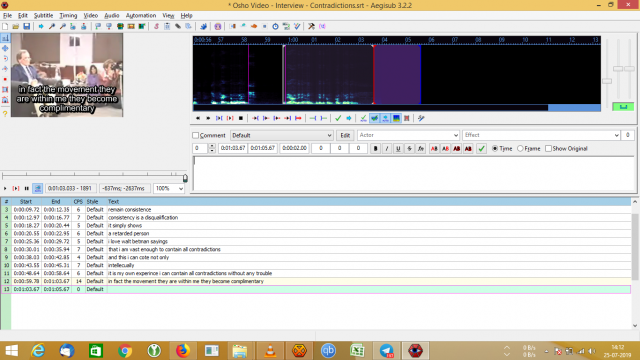 * Osho Video - Interview - Contradictions.srt - Aegisub 3.2.2
File Edit Subtitle Timing Video Audio Automation View Help
in fact the movement they
are within me they become
complimentary
0:00:56 57 58 59 1:00 01 02 03 04 05 06 07 08 09 10 11 12 13
Comment Default Edit Actor Effect 0
0 0:01:03.67 0:01:05.67 0:00:02.00 0 0 0 B I U S fn AB AB AB AB Time Frame Show Original
0:01:03.033 - 1891 -637ms; -2637ms 100%
# Start End CPS Style Default Text
3 0:00:09.72 0:00:12.35 6 Default remain consistence
4 0:00:12.97 0:00:16.77 7 Default consistency is a disqualification
5 0:00:18.27 0:00:20.44 5 Default it simply shows
6 0:00:20.55 0:00:22.95 6 Default a retarded person
7 0:00:25.36 0:00:29.72 5 Default i love walt betman sayings
8 0:00:30.01 0:00:35.94 7 Default that i am vast enough to contain all contradictions
9 0:00:38.03 0:00:42.85 4 Default and this i can cote not only
10 0:00:43.55 0:00:45.31 7 Default intellecually
11 0:00:48.64 0:00:58.64 6 Default it is my own experince i can contain all contradictions without any trouble
12 0:00:59.78 0:01:03.67 14 Default in fact the movement they are within me they become complimentary
13 0:01:03.67 0:01:05.67 0 Default
0 B/s
0 B/s
14:12
25-07-2019